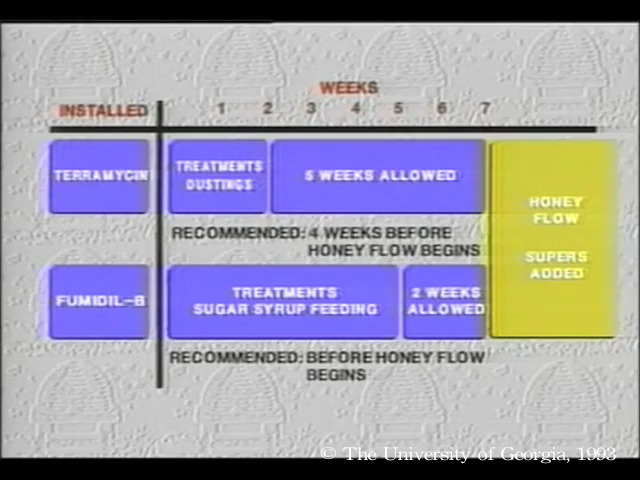 WEEKS
INSTALLED 1 2 3 4 5 6 7
TERRAMYCIN
TREATMENTS
DUSTINGS
5 WEEKS ALLOWED
RECOMMENDED: 4 WEEKS BEFORE
HONEY FLOW BEGINS
HONEY
FLOW
SUPERS
ADDED
FUMIDIL-B
TREATMENTS
SUGAR SYRUP FEEDING
2 WEEKS
ALLOWED
RECOMMENDED: BEFORE HONEY FLOW
BEGINS
© The University of Georgia, 1993